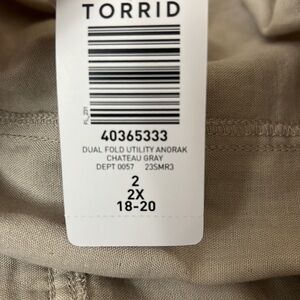 TORRID
40365333
DUAL FOLD UTILITY ANORAK
CHATEAU GRAY
DEPT 0057 23SMR3
2
2X
18-20